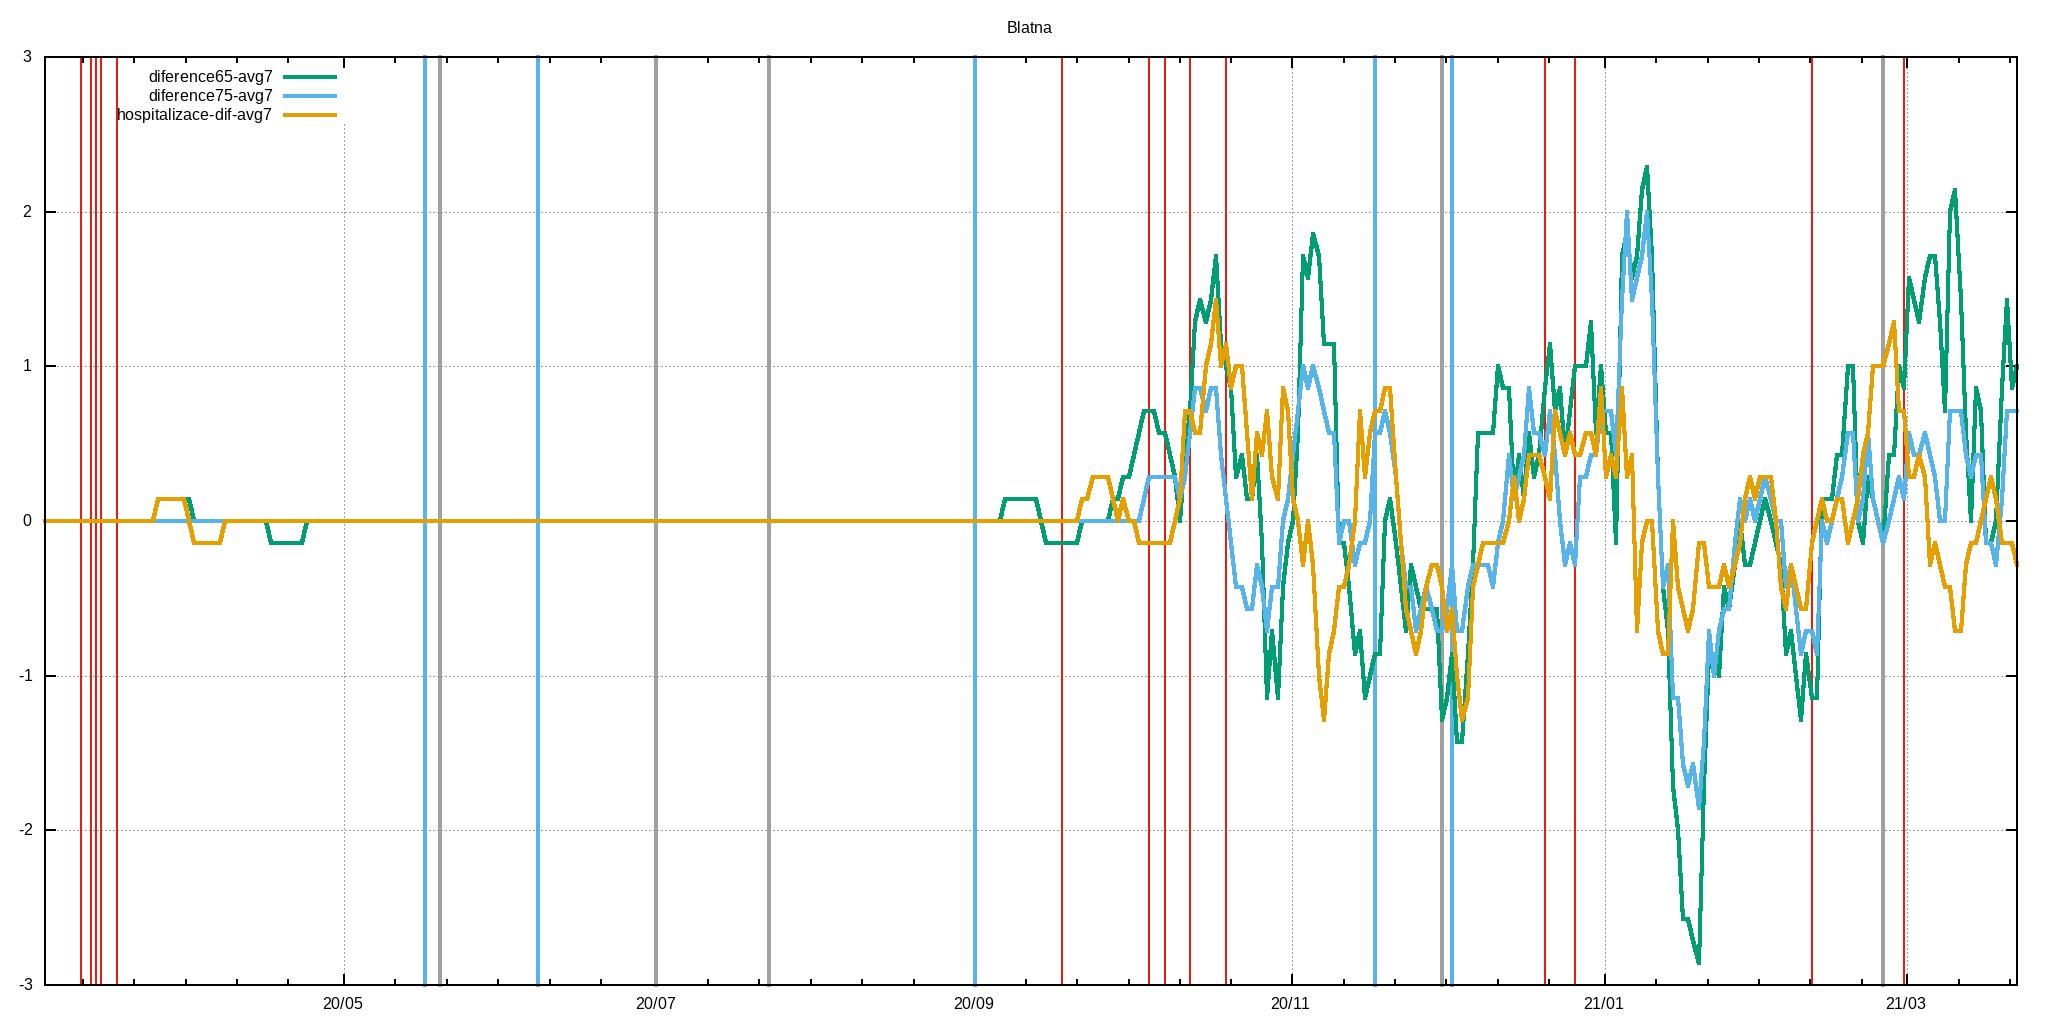 Blatna
diference65-avg7
diference75-avg7
hospitalizace-dif-avg7
3
2
1
0
-1
-2
-3
20/05 20/07 20/09 20/11 21/01 21/03